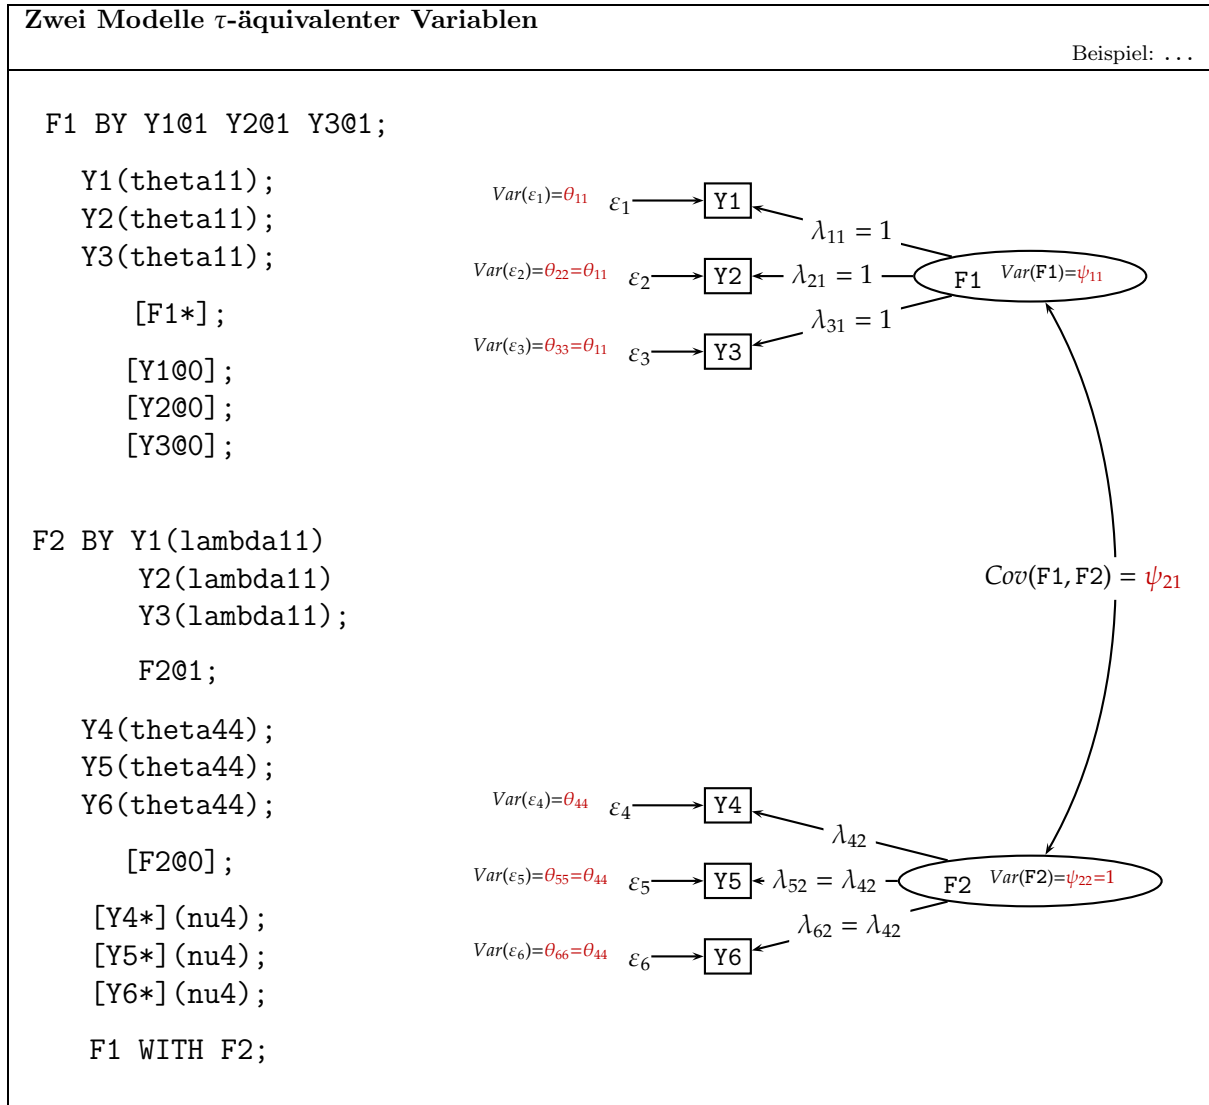 Zwei Modelle τ-äquivalenter Variablen
Beispiel: ...
F1 BY Y1@1 Y2@1 Y3@1;
Y1(theta11);
Y2(theta11);
Y3(theta11);
[F1*];
[Y1@0];
[Y2@0];
[Y3@0];
F2 BY Y1(lambda11)
Y2(lambda11)
Y3(lambda11);
F2@1;
Y4(theta44);
Y5(theta44);
Y6(theta44);
[F2@0];
[Y4*](nu4);
[Y5*](nu4);
[Y6*](nu4);
F1 WITH F2;
Var(ε₁)=θ₁₁ ε₁ Y1
λ₁₁ = 1
Var(ε₂)=θ₂₂=θ₁₁ ε₂ Y2 λ₂₁ = 1 F1 Var(F1)=ψ₁₁
λ₃₁ = 1
Var(ε₃)=θ₃₃=θ₁₁ ε₃ Y3
Cov(F1, F2) = ψ₂₁
Var(ε₄)=θ₄₄ ε₄ Y4
λ₄₂
Var(ε₅)=θ₅₅=θ₄₄ ε₅ Y5 λ₅₂ = λ₄₂ F2 Var(F2)=ψ₂₂=1
λ₆₂ = λ₄₂
Var(ε₆)=θ₆₆=θ₄₄ ε₆ Y6